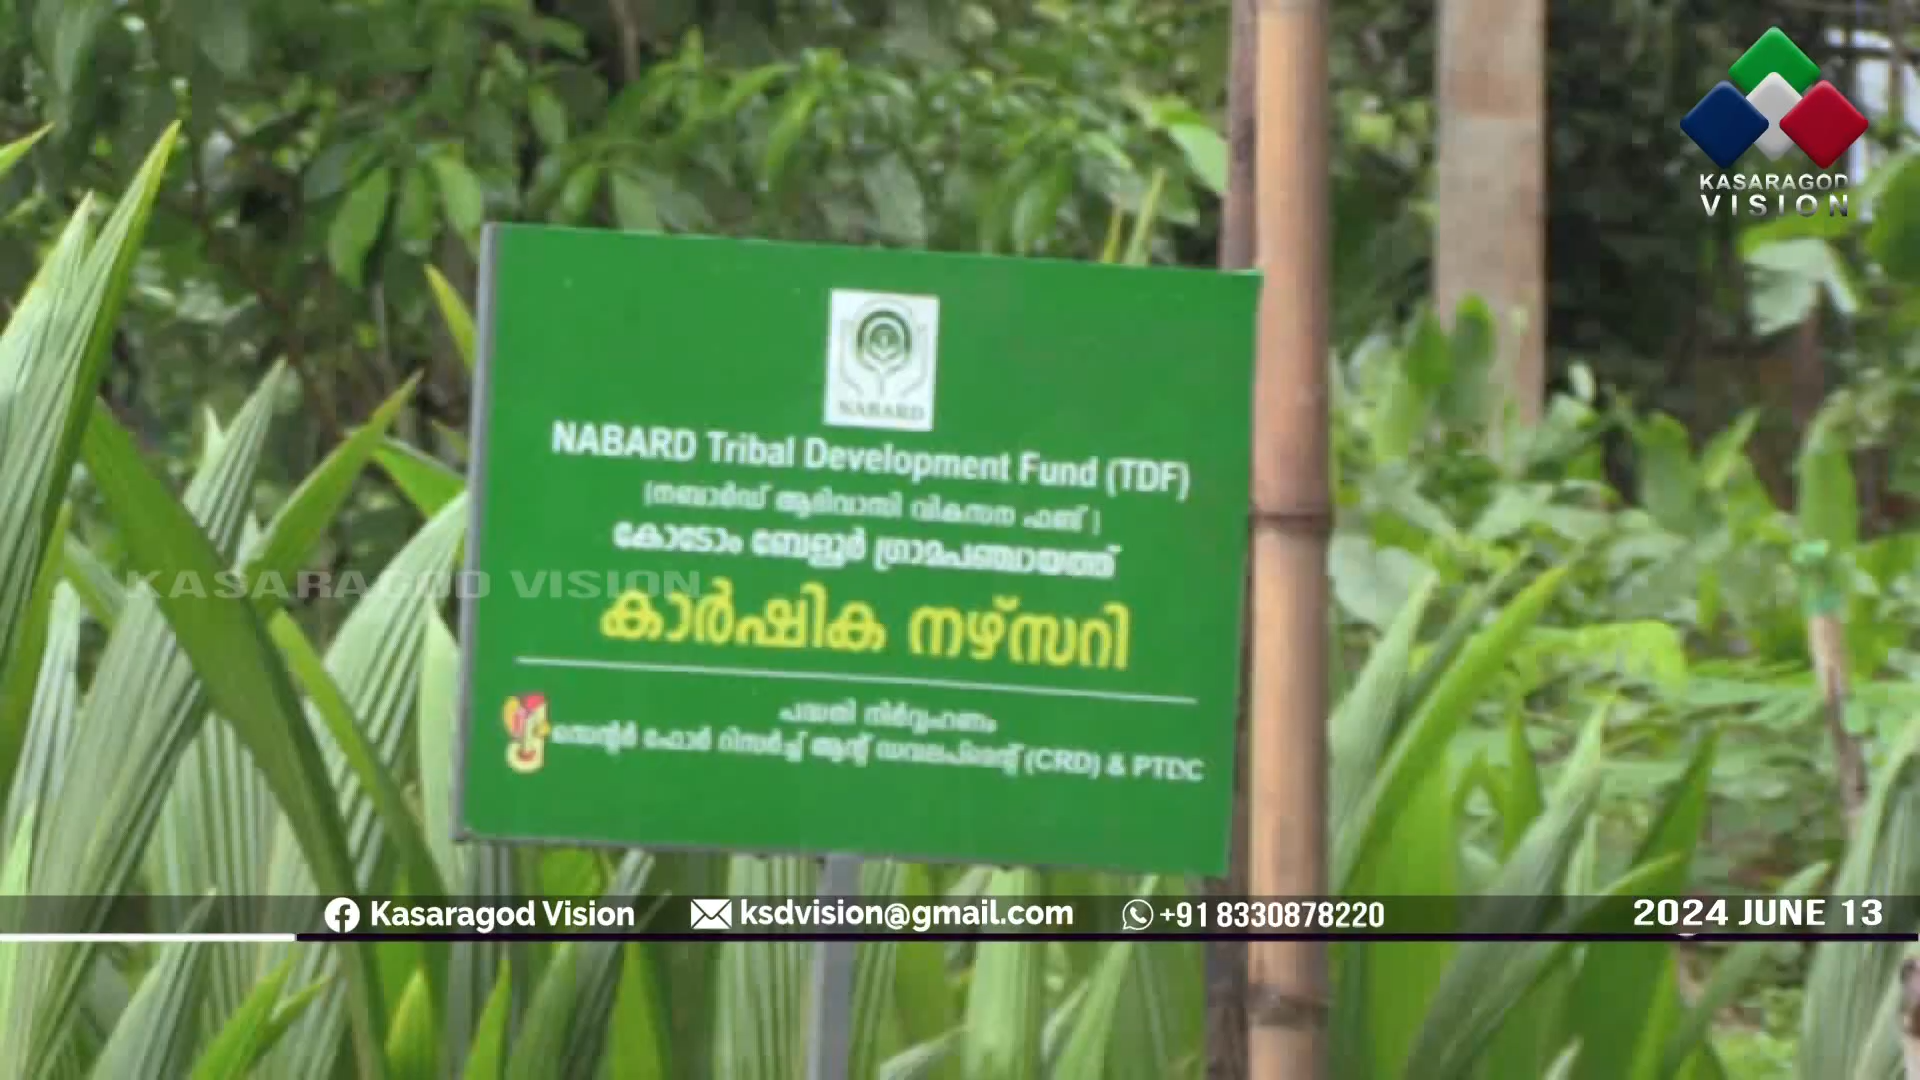 KASARAGOD
VISION
NABARD
NABARD Tribal Development Fund (TDF)
(നബാർഡ് ആദിവാസി വികസന ഫണ്ട് )
കോടോം ബേളൂർ ഗ്രാമപഞ്ചായത്ത്
കാർഷിക നഴ്സറി
KASARAGOD VISION
പദ്ധതി നിർവ്വഹണം
സെന്റർ ഫോർ റിസർച്ച് ആന്റ് ഡവലപ്മെന്റ് (CRD) & PTDC
Kasaragod Vision ksdvision@gmail.com +91 8330878220 2024 JUNE 13